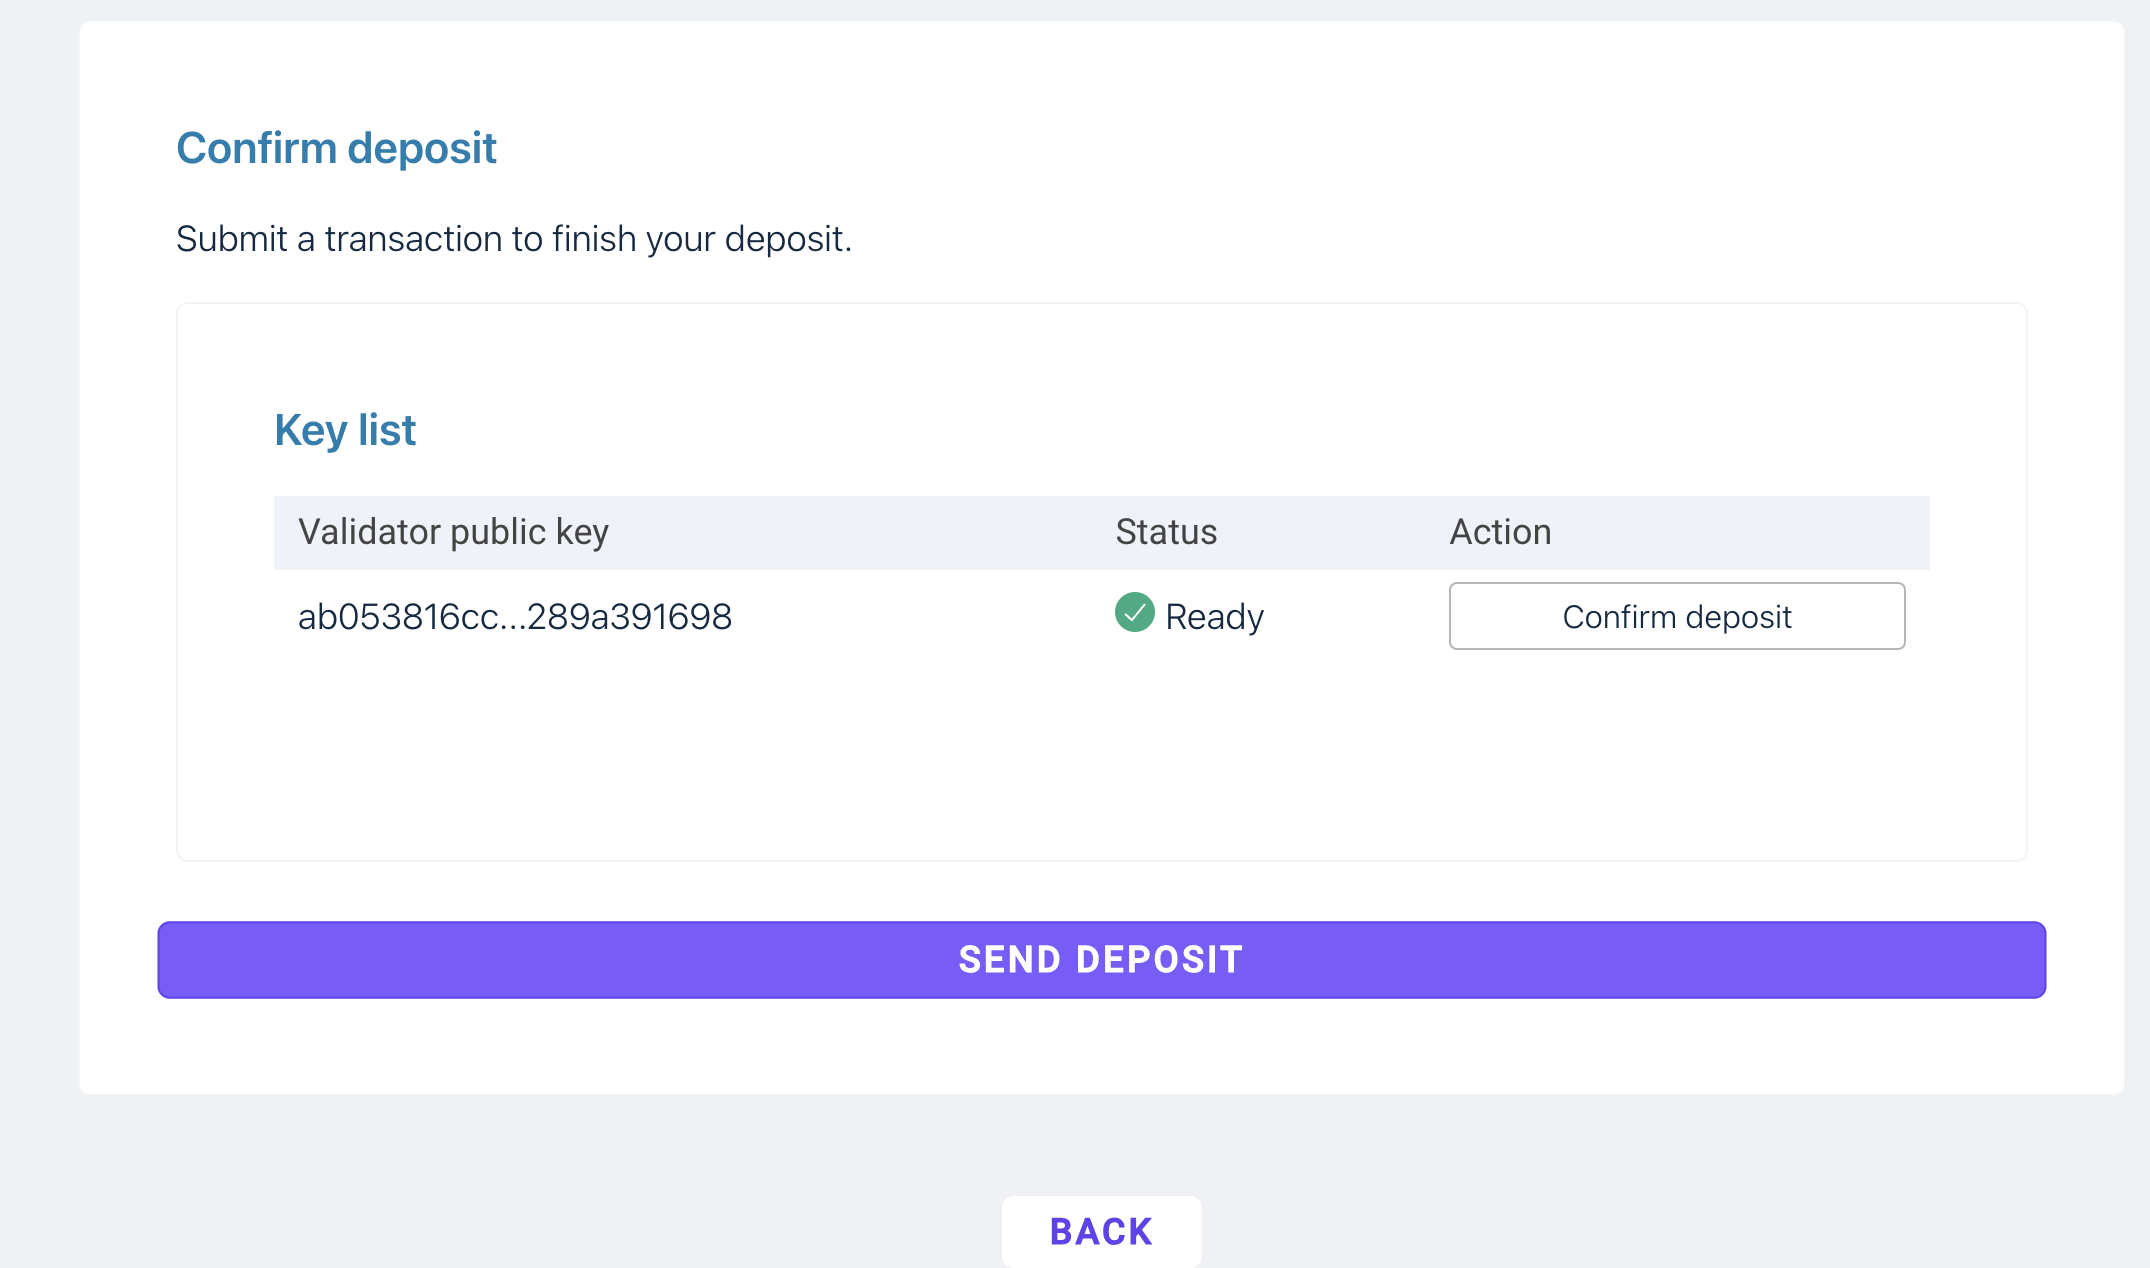 Confirm deposit
Submit a transaction to finish your deposit.
Key list
Validator public key Status Action
ab053816cc...289a391698 Ready Confirm deposit
SEND DEPOSIT
BACK